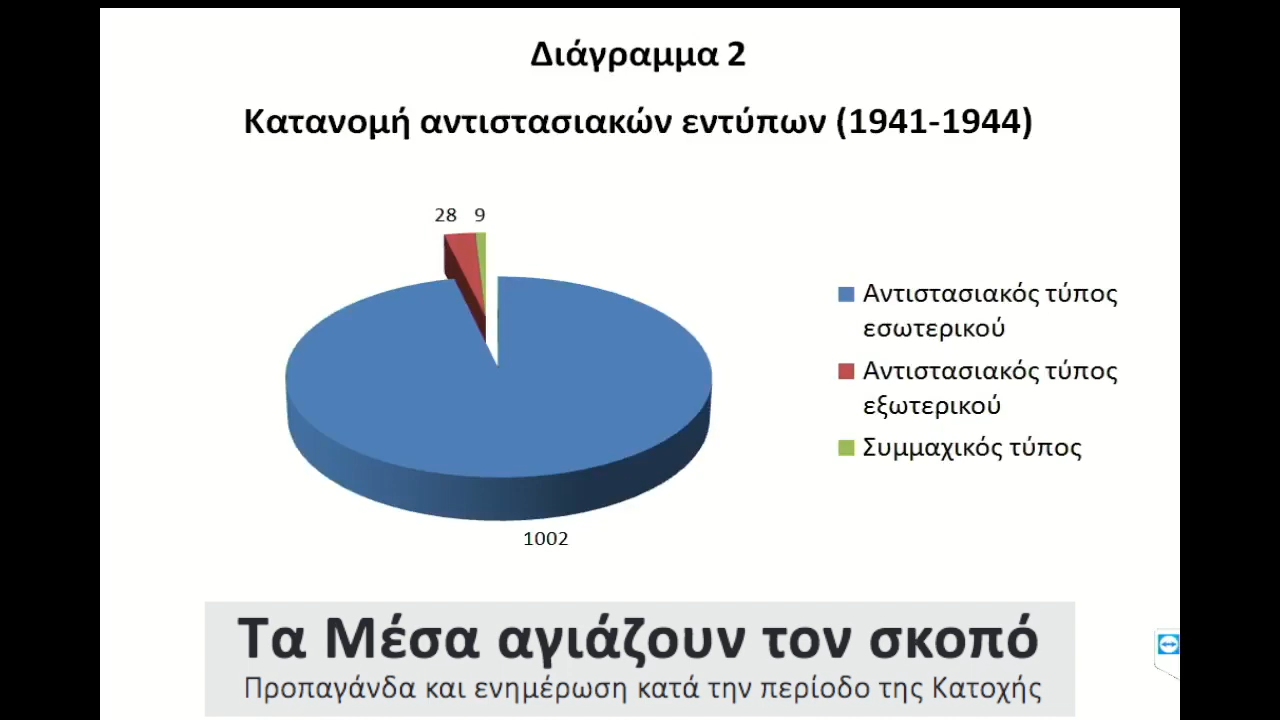 Διάγραμμα 2
Κατανομή αντιστασιακών εντύπων (1941-1944)
28 9
1002
Αντιστασιακός τύπος
εσωτερικού
Αντιστασιακός τύπος
εξωτερικού
Συμμαχικός τύπος
Τα Μέσα αγιάζουν τον σκοπό
Προπαγάνδα και ενημέρωση κατά την περίοδο της Κατοχής